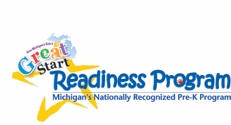 Great
Start
Readiness Program
Michigan's Nationally Recognized Pre-K Program